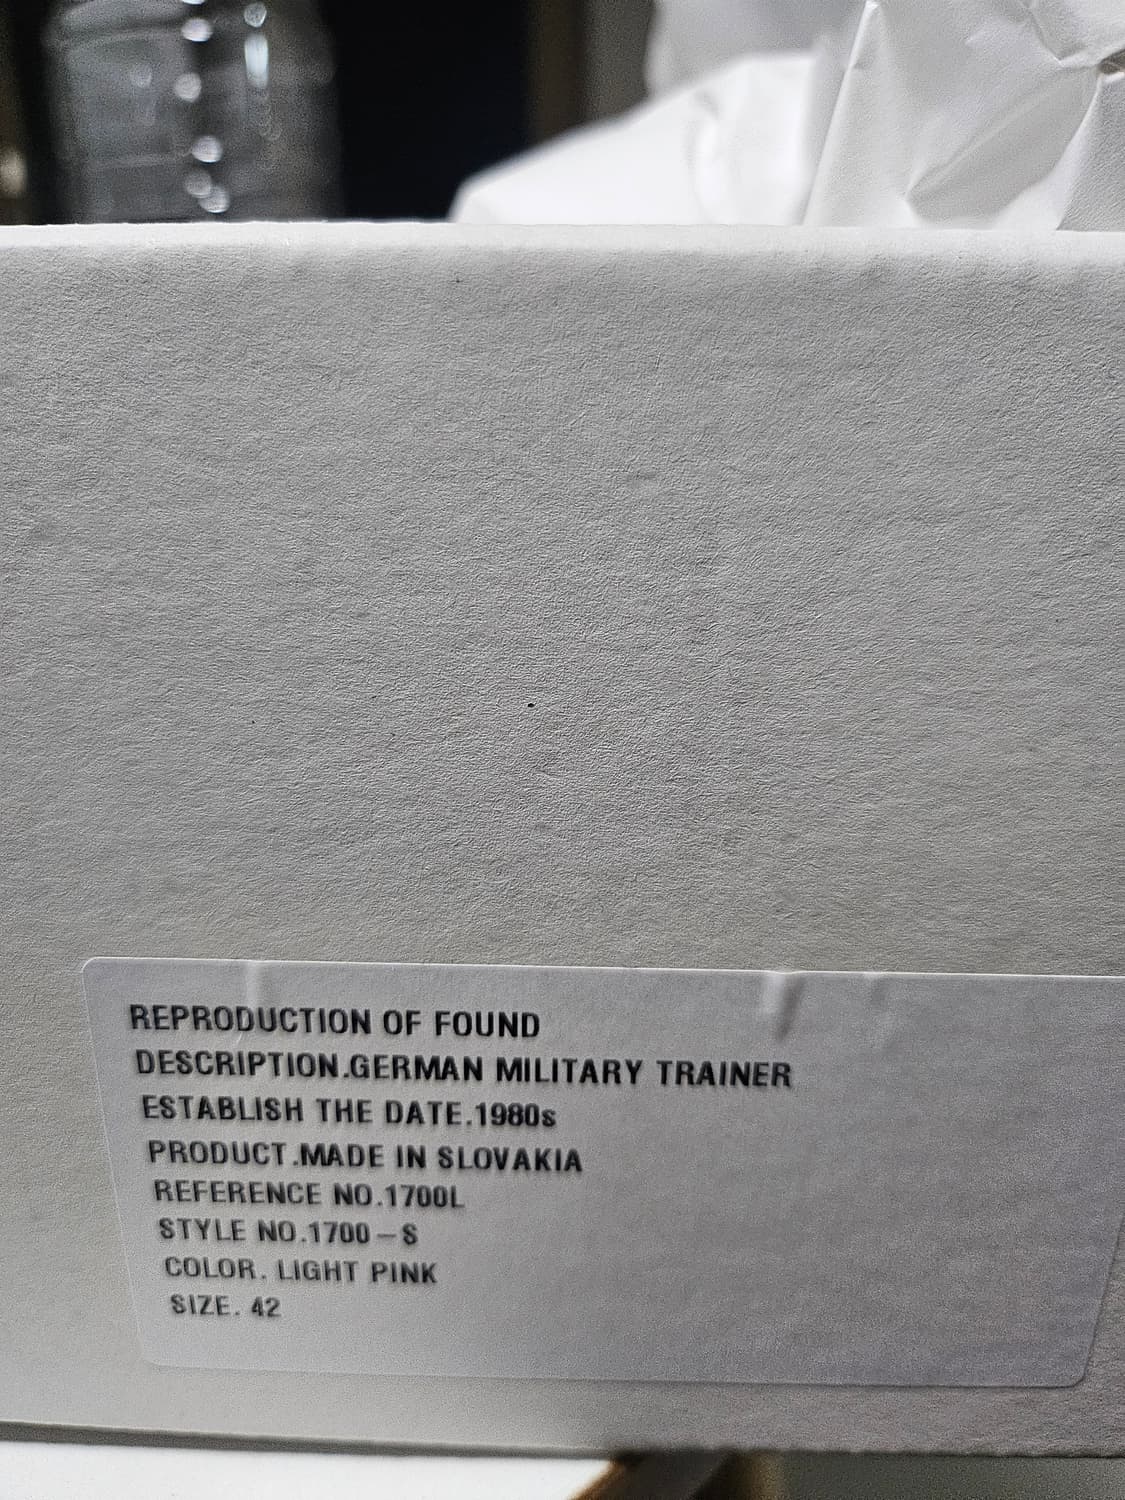 REPRODUCTION OF FOUND
DESCRIPTION.GERMAN MILITARY TRAINER
ESTABLISH THE DATE.1980s
PRODUCT.MADE IN SLOVAKIA
REFERENCE NO.1700L
STYLE NO.1700-S
COLOR. LIGHT PINK
SIZE. 42